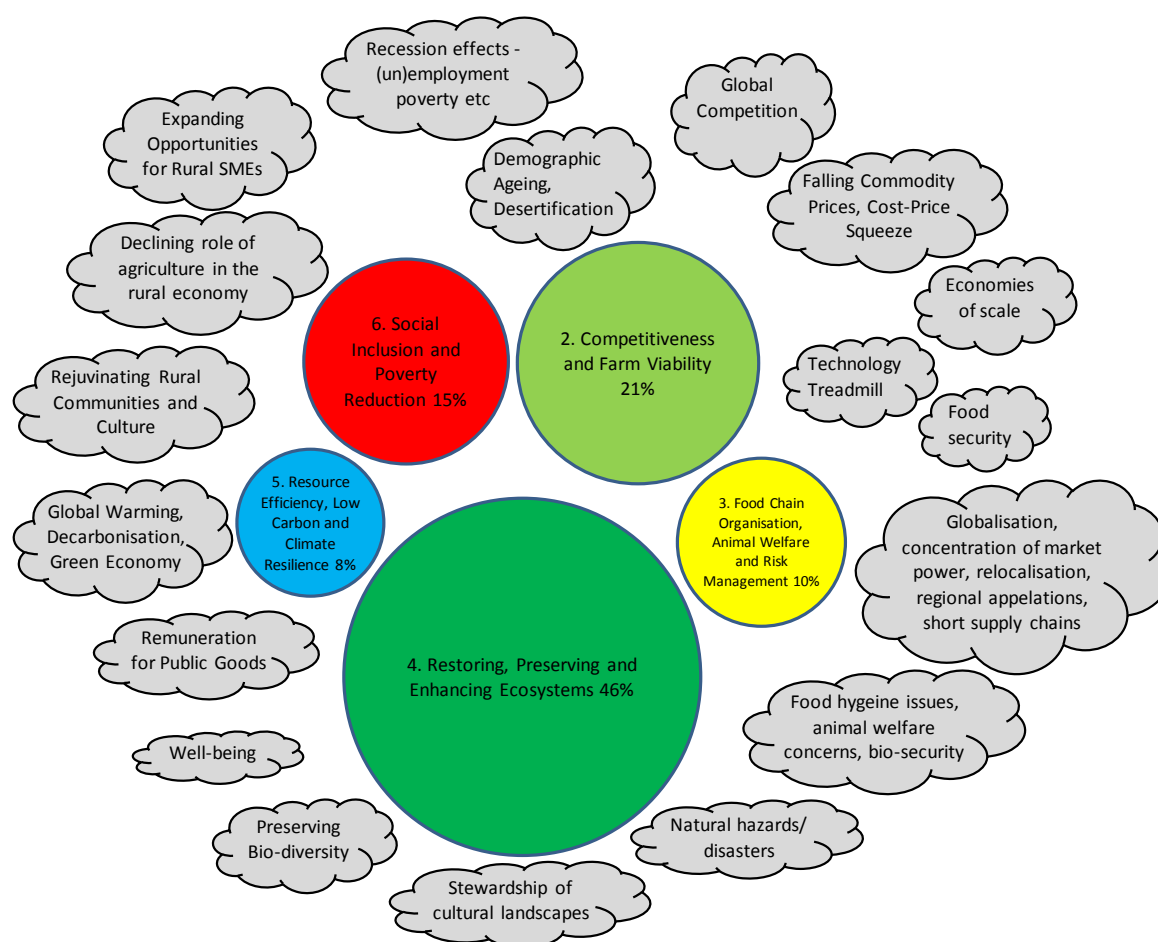 Recession effects -
(un)employment
poverty etc
Global
Competition
Expanding
Opportunities
for Rural SMEs
Demographic
Ageing,
Desertification
Falling Commodity
Prices, Cost-Price
Squeeze
Declining role of
agriculture in the
rural economy
Economies
of scale
6. Social
Inclusion and
Poverty
Reduction 15%
2. Competitiveness
and Farm Viability
21%
Technology
Treadmill
Rejuvinating Rural
Communities and
Culture
Food
security
5. Resource
Efficiency, Low
Carbon and
Climate
Resilience 8%
3. Food Chain
Organisation,
Animal Welfare
and Risk
Management 10%
Global Warming,
Decarbonisation,
Green Economy
Globalisation,
concentration of market
power, relocalisation,
regional appelations,
short supply chains
Remuneration
for Public Goods
4. Restoring, Preserving and
Enhancing Ecosystems 46%
Food hygeine issues,
animal welfare
concerns, bio-security
Well-being
Preserving
Bio-diversity
Natural hazards/
disasters
Stewardship of
cultural landscapes